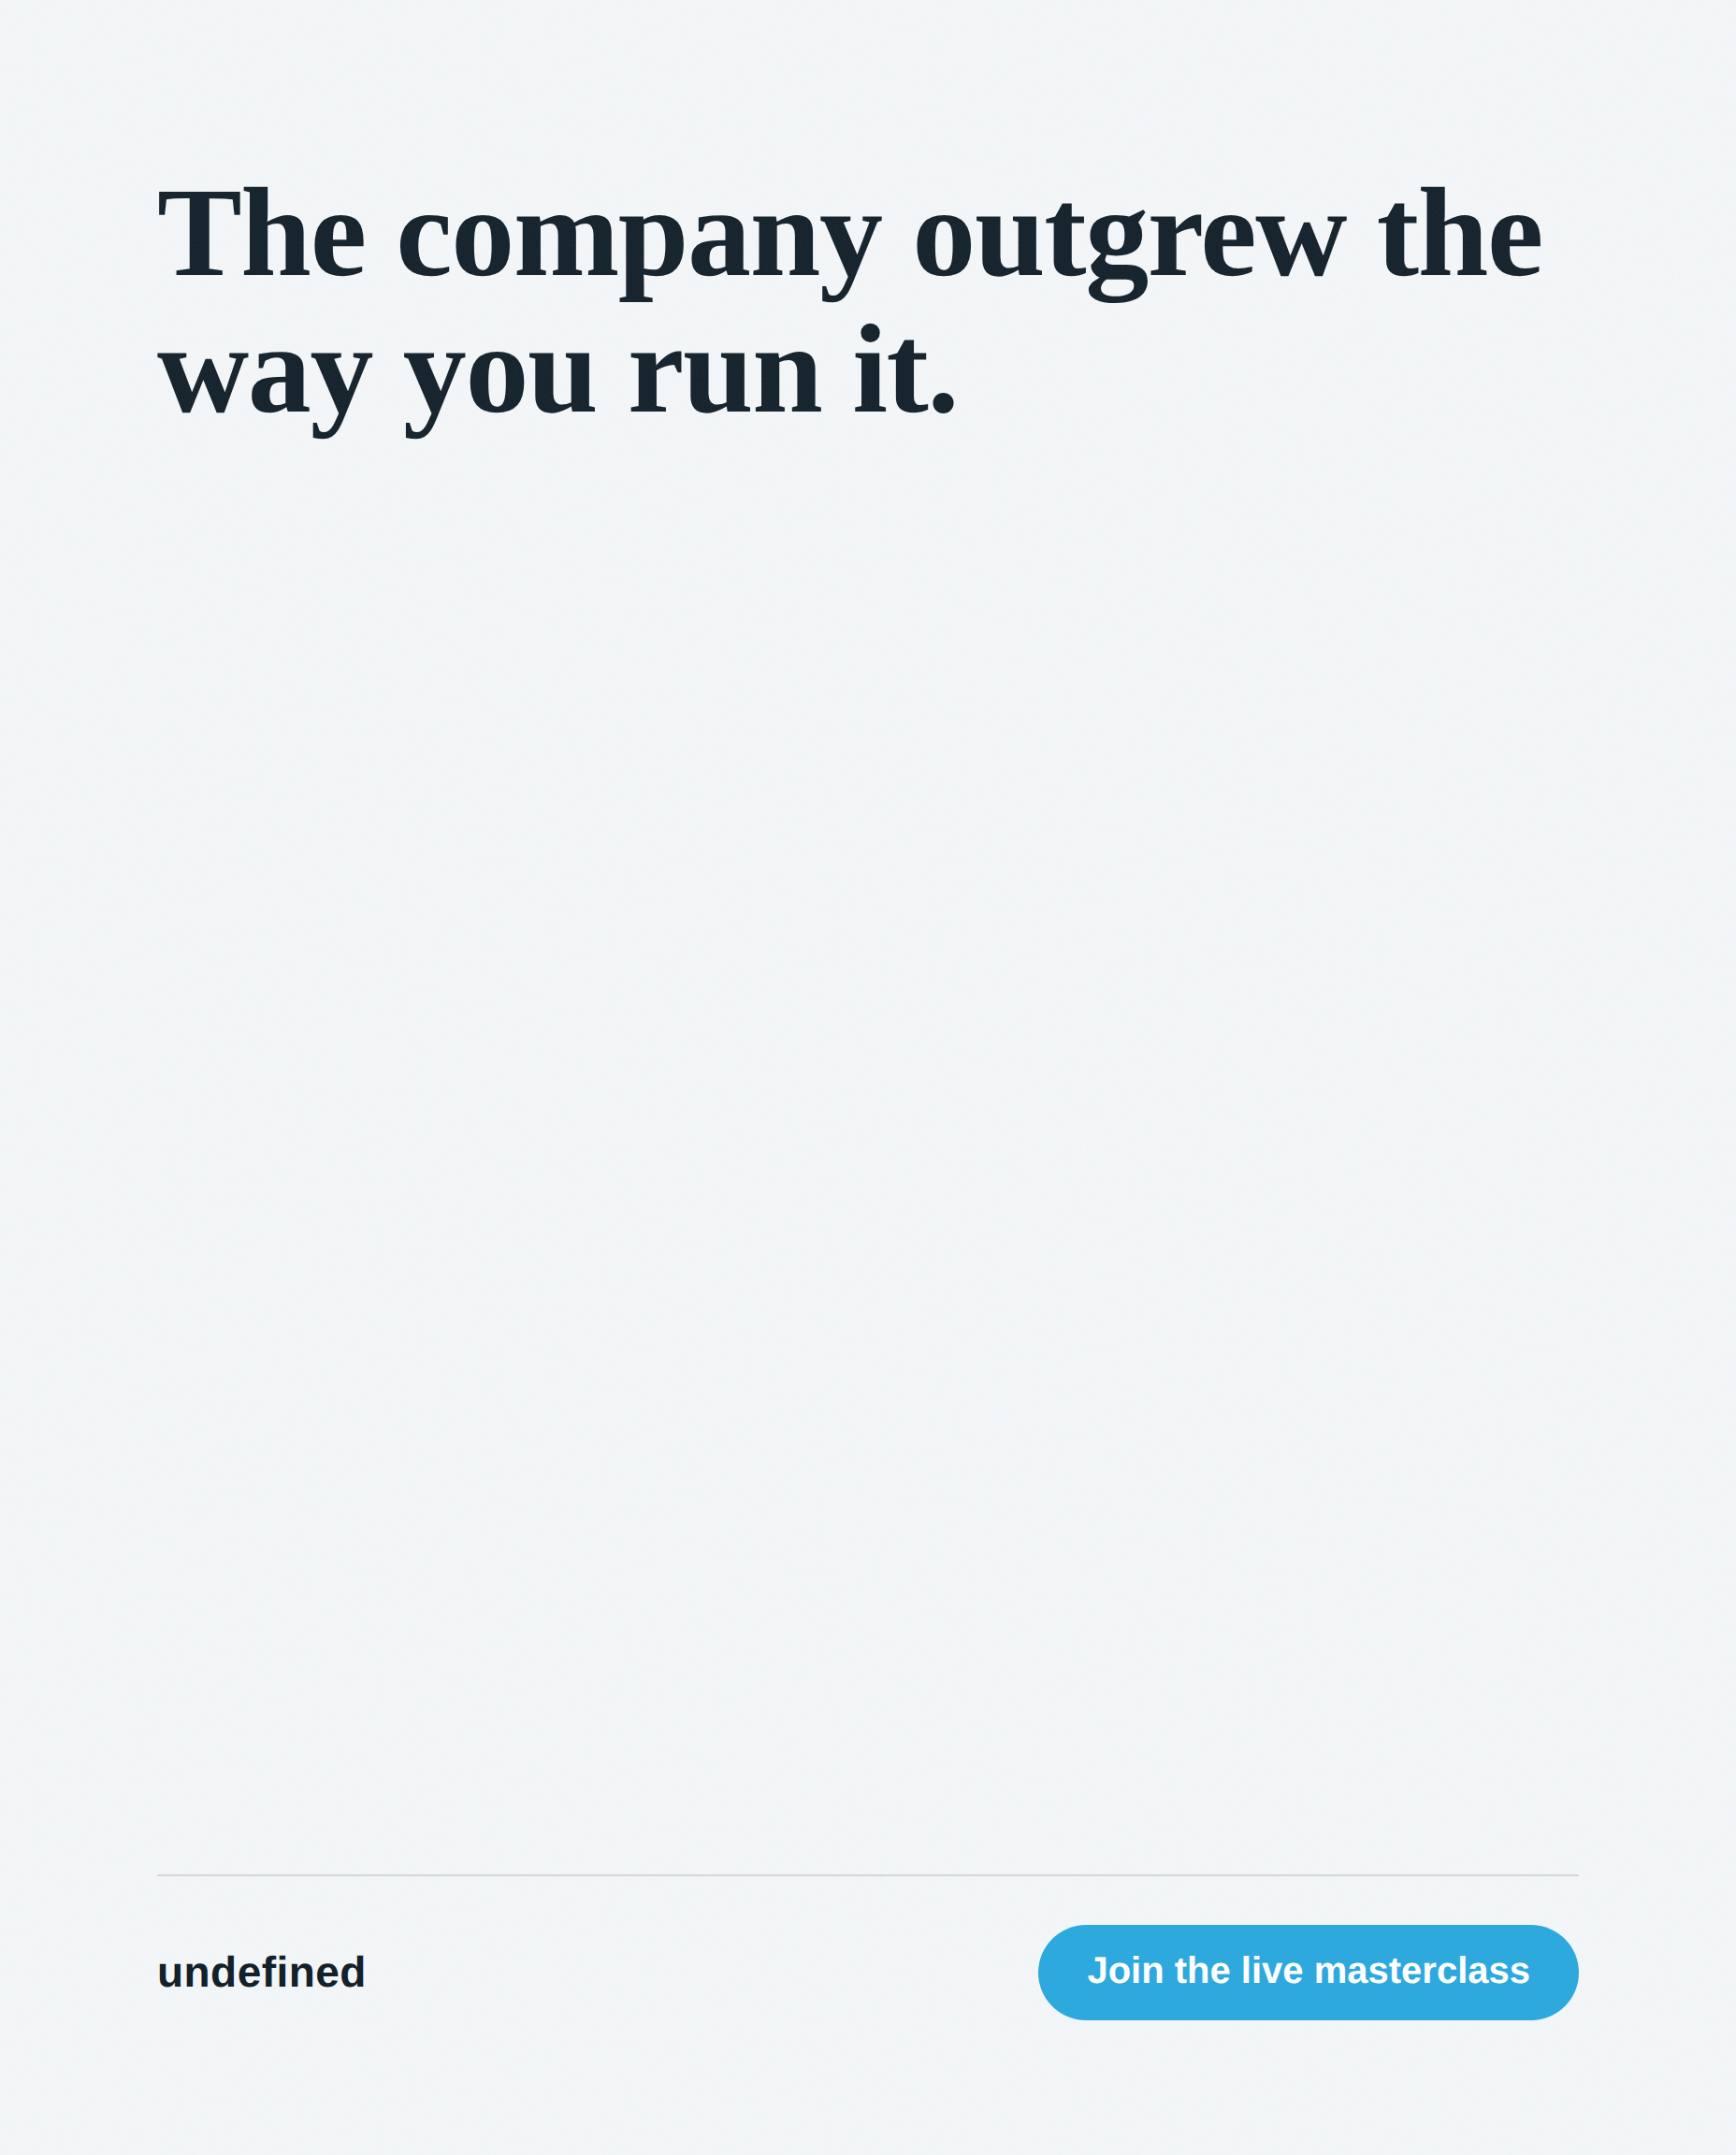 The company outgrew the
way you run it.
undefined
Join the live masterclass